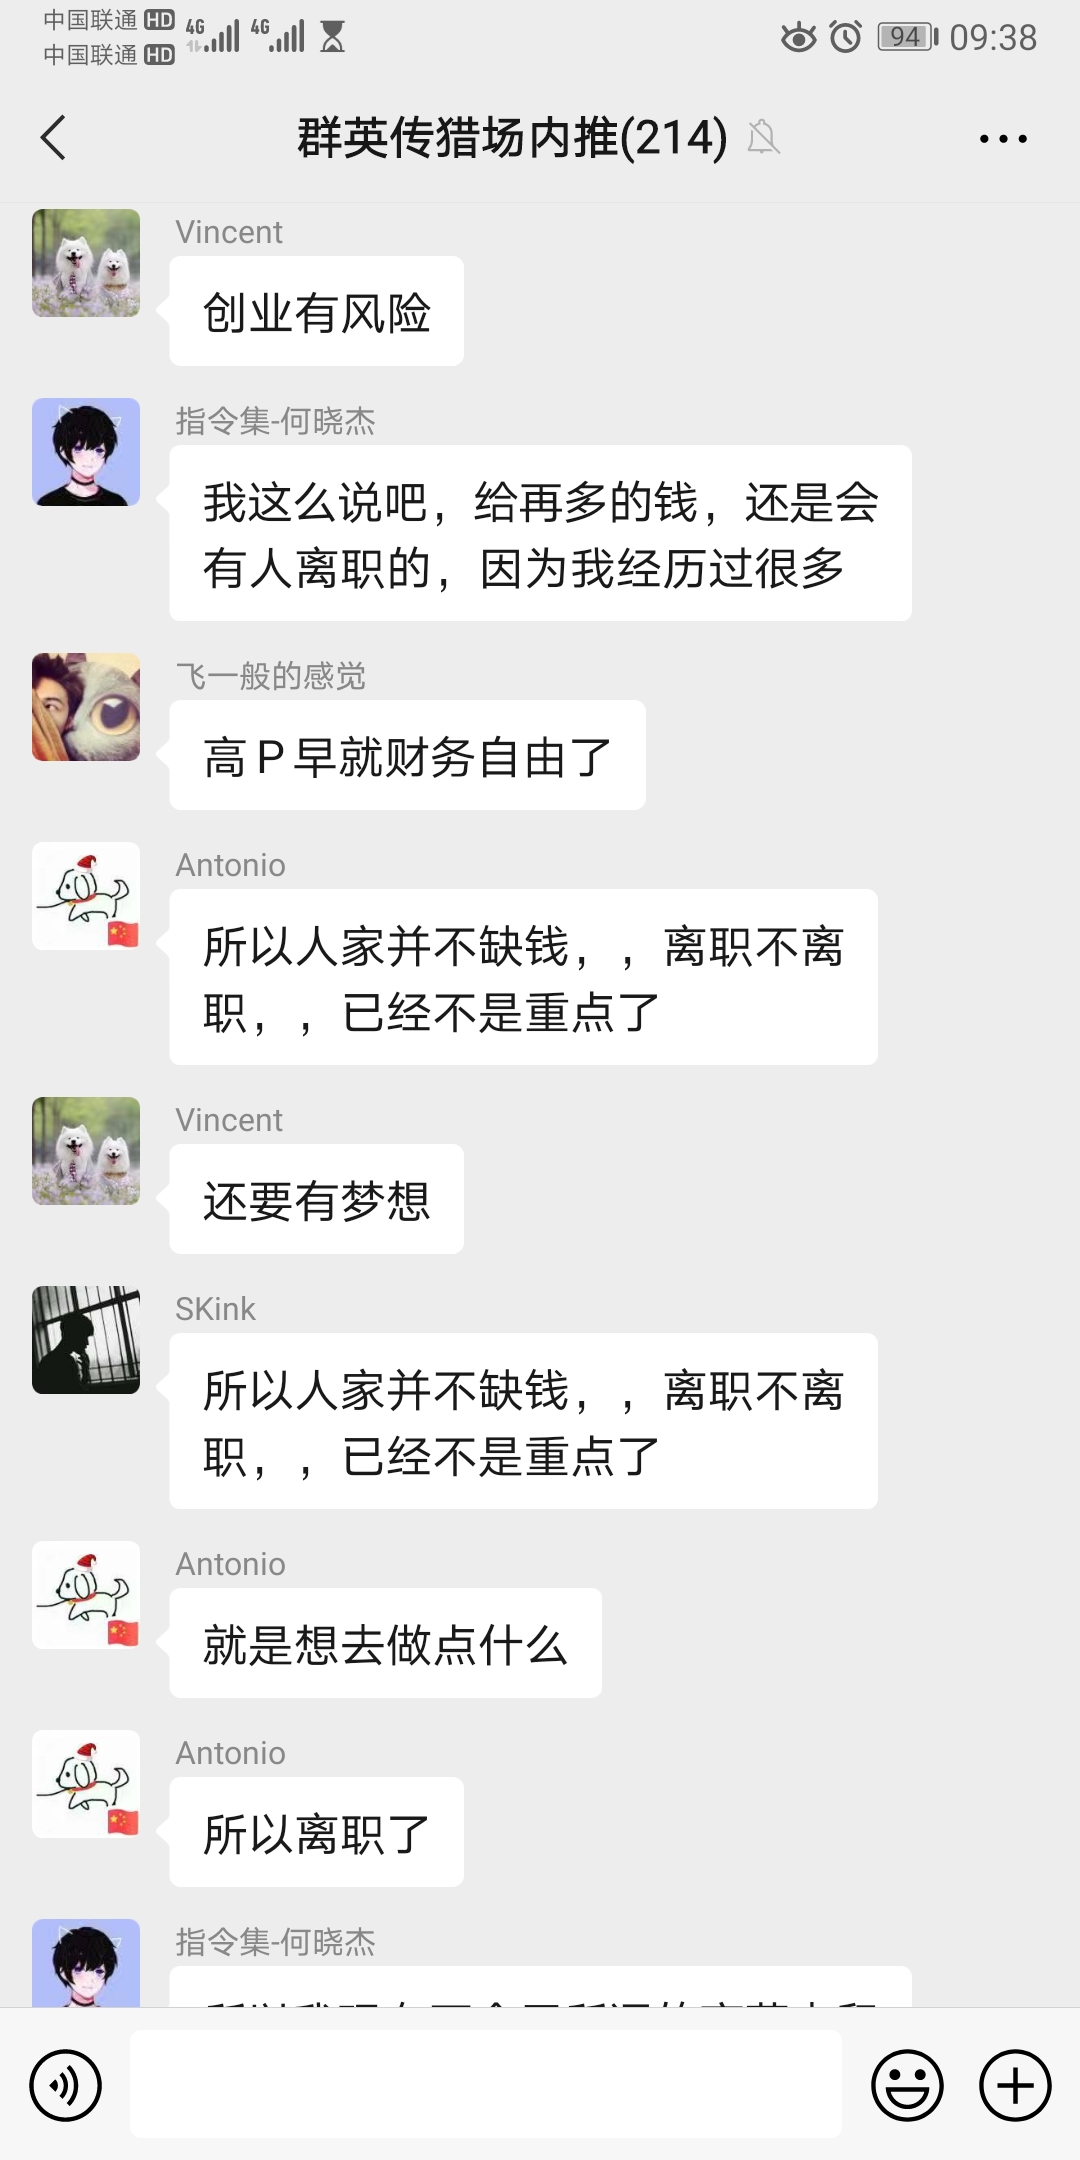 中国联通 HD 4G 4G 94 09:38
中国联通 HD
群英传猎场内推(214)
Vincent
创业有风险
指令集-何晓杰
我这么说吧，给再多的钱，还是会
有人离职的，因为我经历过很多
飞一般的感觉
高P早就财务自由了
Antonio
所以人家并不缺钱，，离职不离
职，，已经不是重点了
Vincent
还要有梦想
SKink
所以人家并不缺钱，，离职不离
职，，已经不是重点了
Antonio
就是想去做点什么
Antonio
所以离职了
指令集-何晓杰